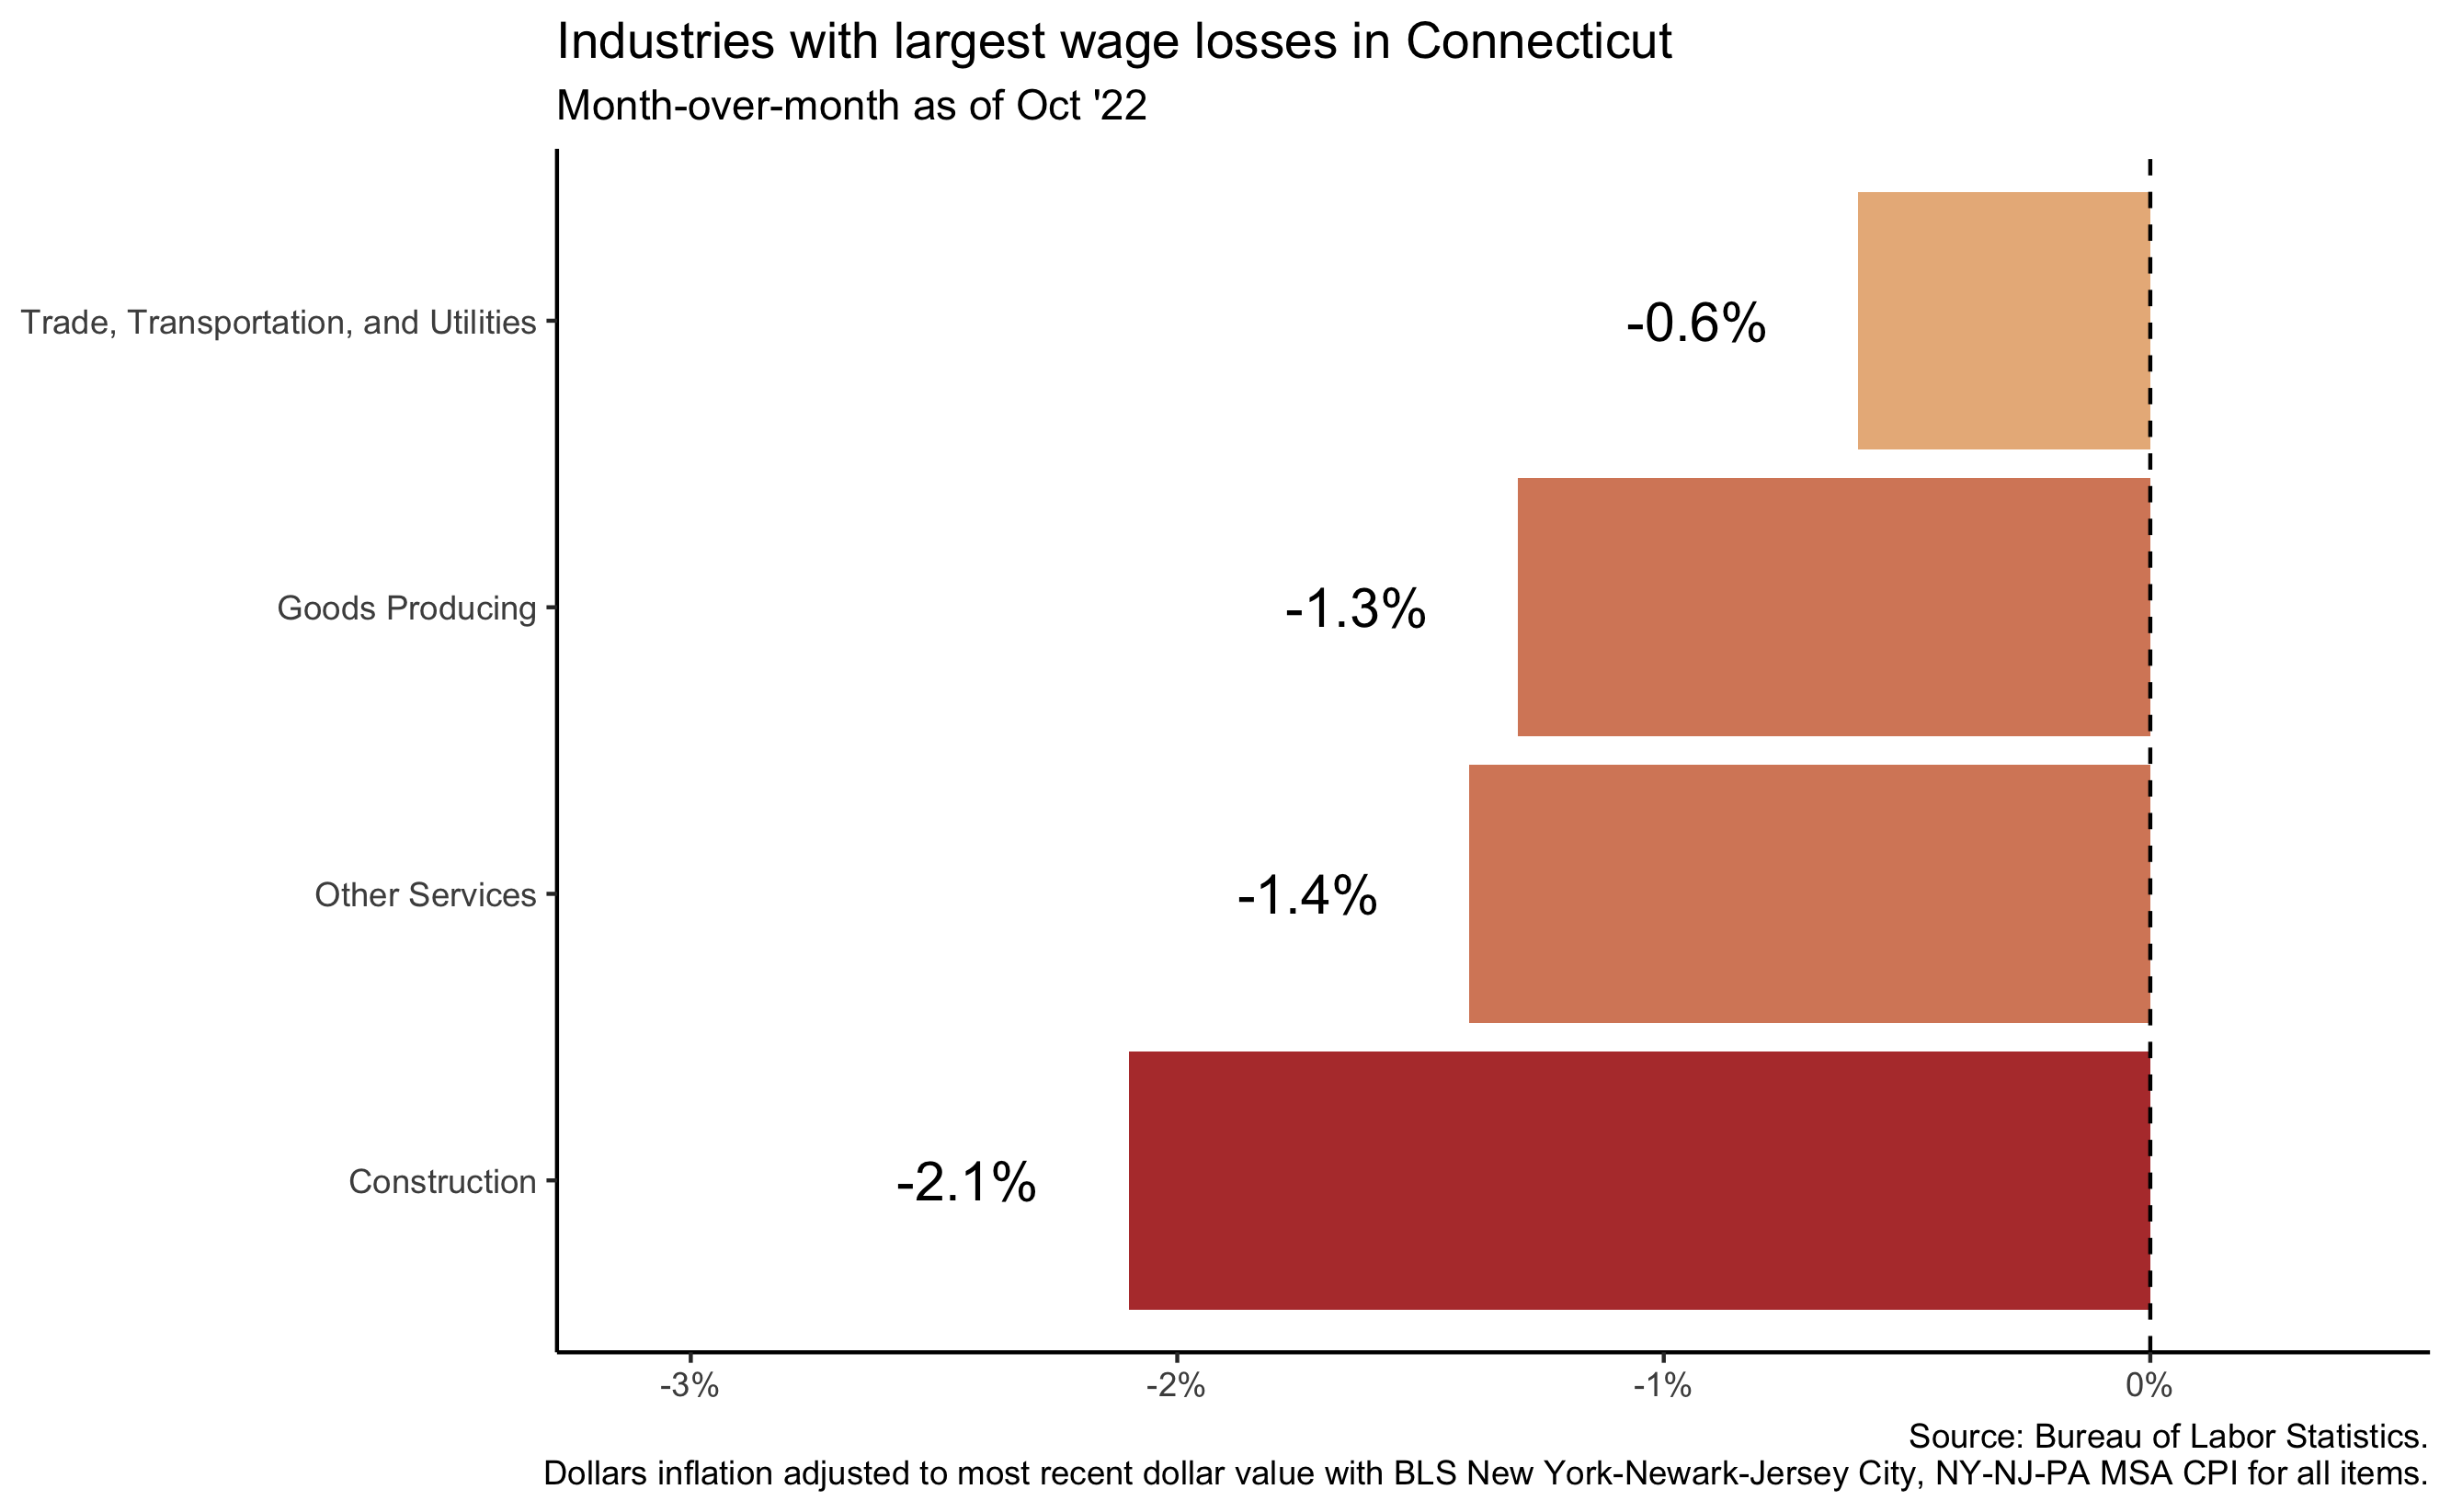 Industries with largest wage losses in Connecticut
Month-over-month as of Oct '22
Trade, Transportation, and Utilities
-0.6%
Goods Producing
-1.3%
Other Services
-1.4%
Construction
-2.1%
-3%
-2%
-1%
0%
Source: Bureau of Labor Statistics.
Dollars inflation adjusted to most recent dollar value with BLS New York-Newark-Jersey City, NY-NJ-PA MSA CPI for all items.